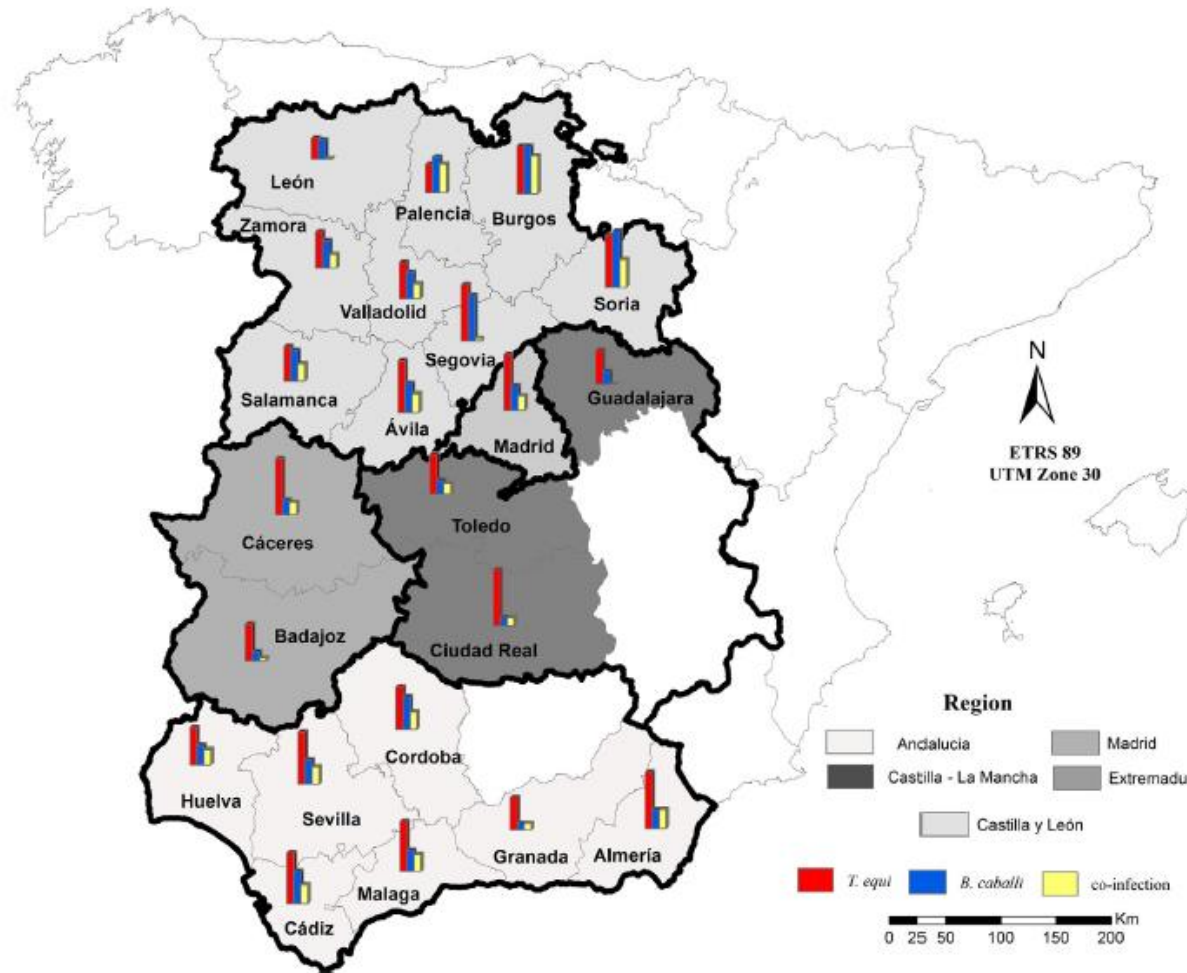 León
Palencia
Burgos
Zamora
Valladolid
Soria
Segovia
Salamanca
Ávila
Madrid
Guadalajara
N
ETRS 89
UTM Zone 30
Cáceres
Toledo
Badajoz
Ciudad Real
Cordoba
Huelva
Sevilla
Granada
Almería
Malaga
Cádiz
Region
Andalucia
Madrid
Castilla - La Mancha
Extremadu
Castilla y León
T. equi
B. caballi
co-infection
Km
0 25 50 100 150 200